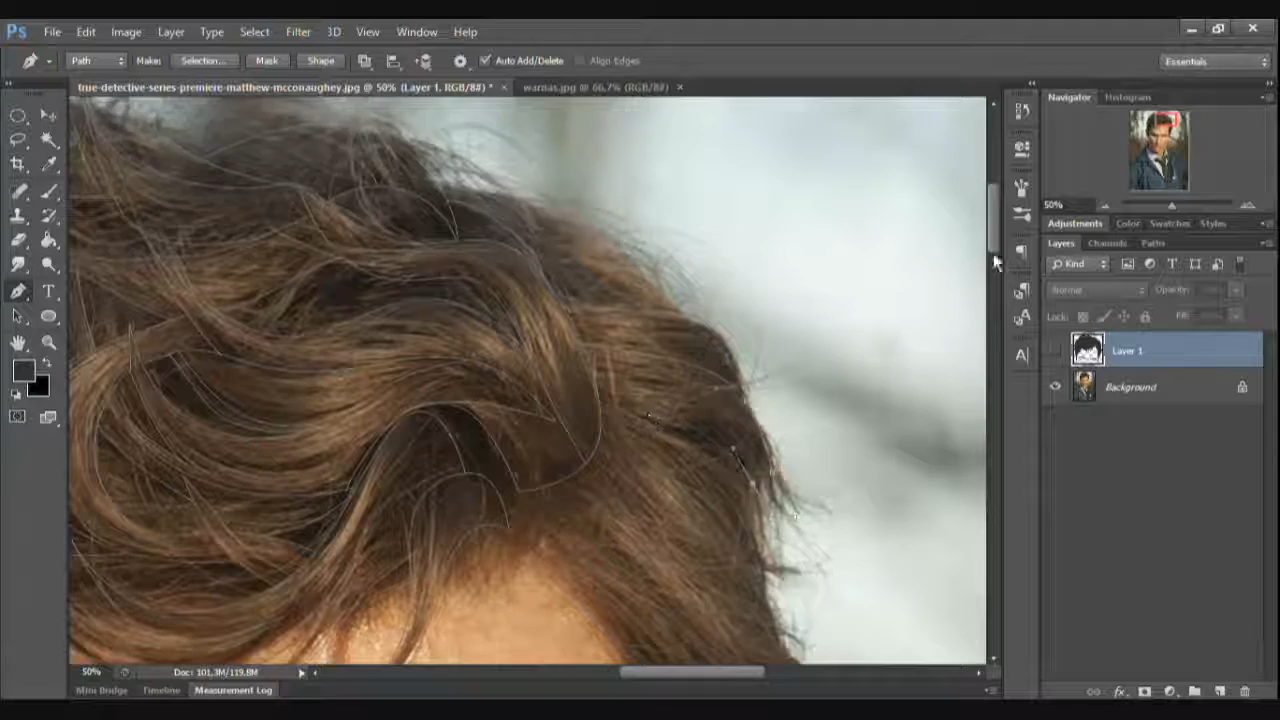 Ps File Edit Image Layer Type Select Filter 3D View Window Help
Path Make: Selection... Mask Shape Auto Add/Delete Align Edges Essentials
true-detective-series-premiere-matthew-mcconaughey.jpg @ 50% (Layer 1, RGB/8#) * × @ 66,7% (RGB/8#) ×
Navigator Histogram
50%
Adjustments Color Swatches Styles
Layers Channels Paths
Kind T
Normal Opacity:
Lock: Fill:
Layer 1
Background
50% Doc: 101.3M/119.8M
Mini Bridge Timeline Measurement Log